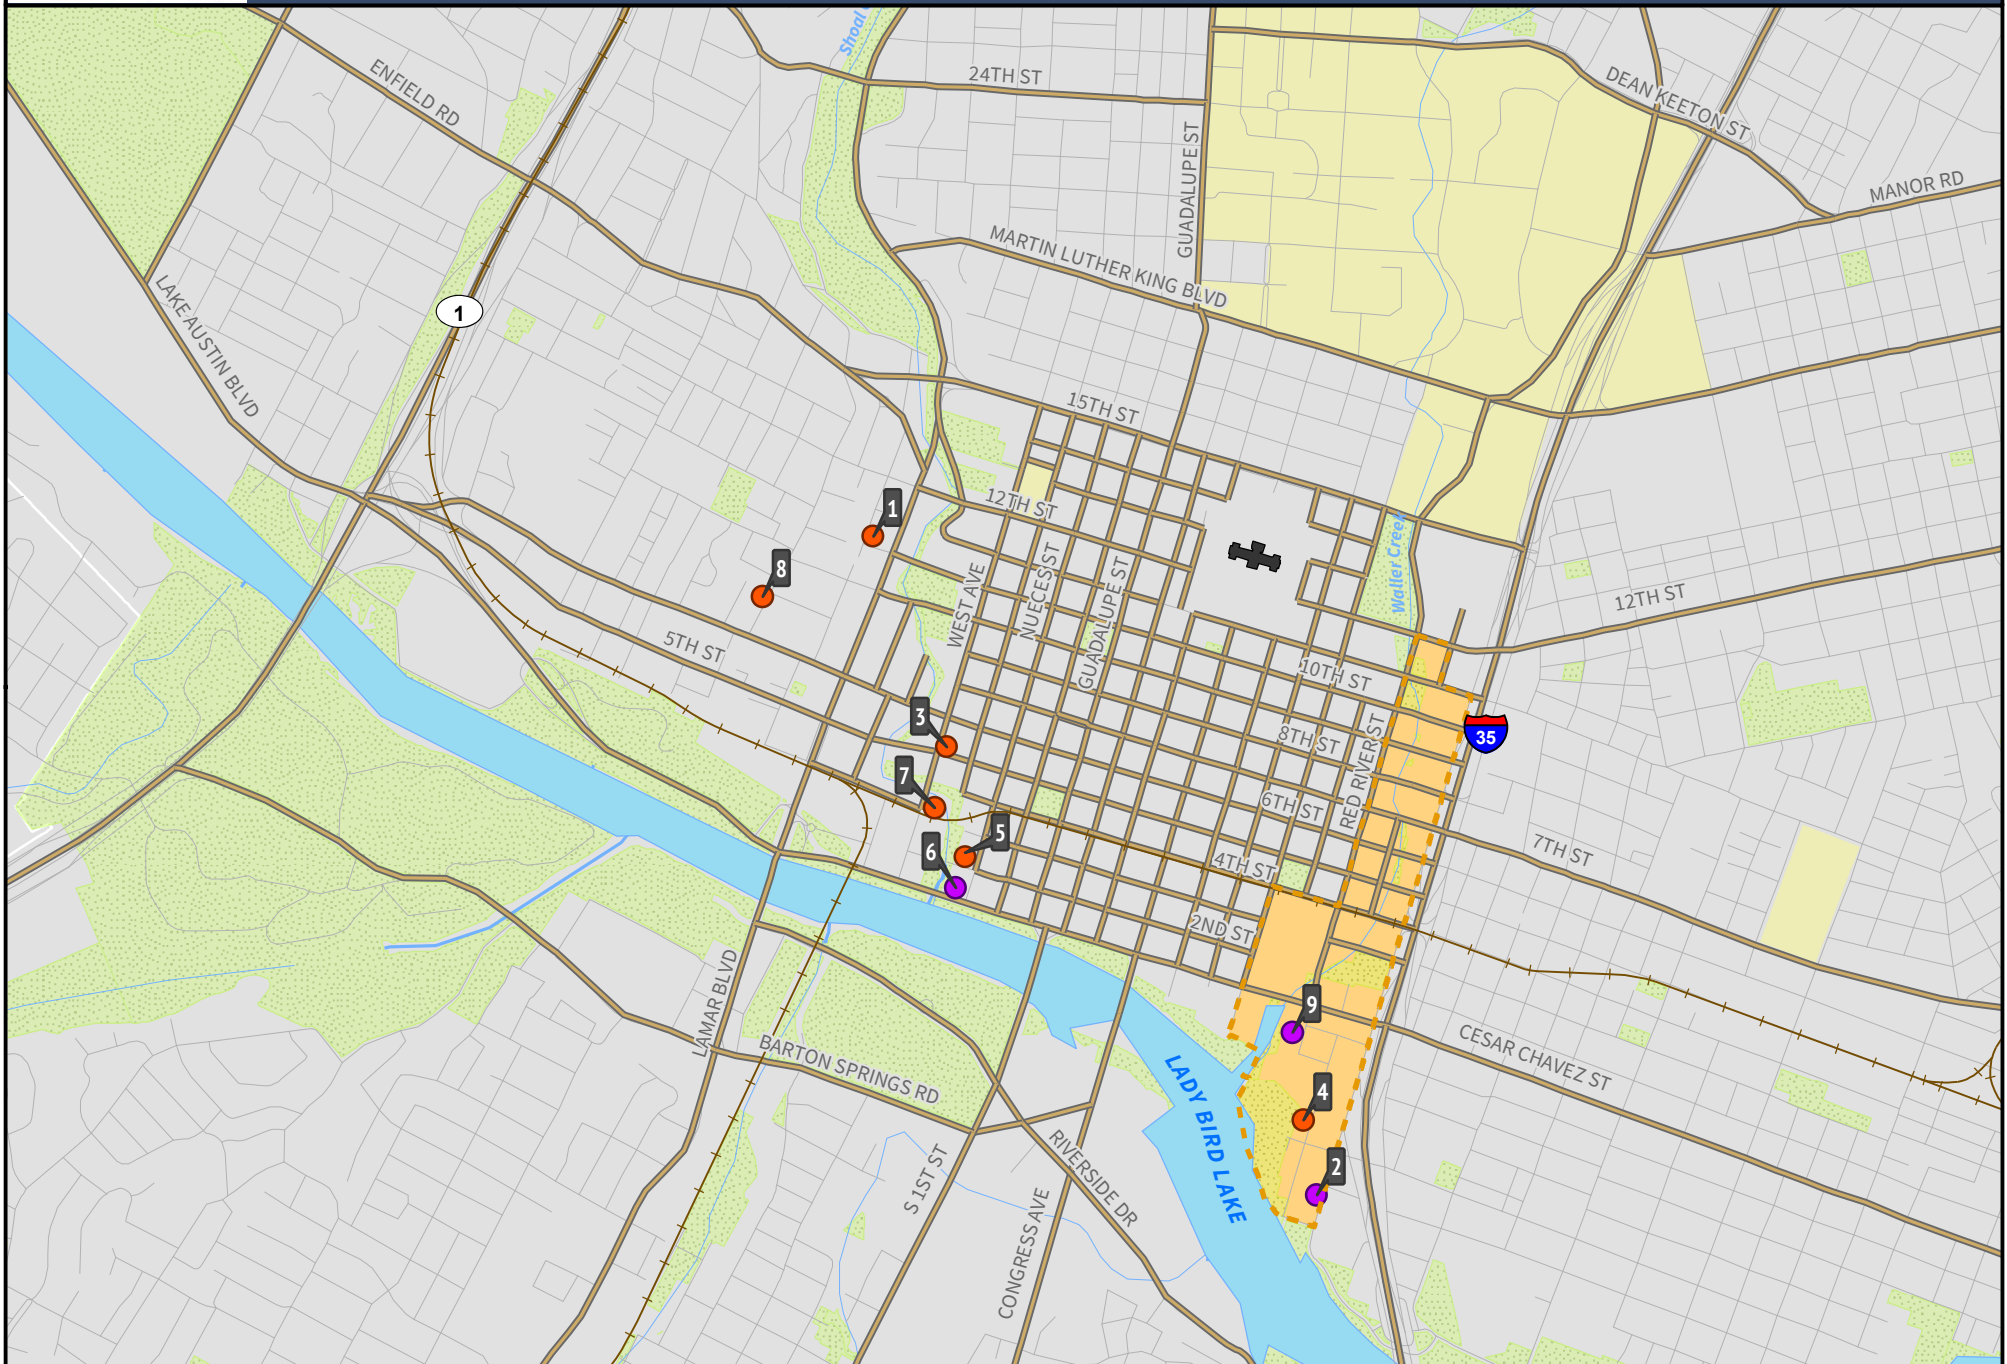 Shoal
24TH ST
ENFIELD RD
DEAN KEETON ST
GUADALUPE ST
MANOR RD
MARTIN LUTHER KING BLVD
LAKE AUSTIN BLVD
1
15TH ST
12TH ST
1
8
Waller Creek
WEST AVE
NUECES ST
GUADALUPE ST
12TH ST
5TH ST
10TH ST
3
8TH ST
RED RIVER ST
35
7
6TH ST
5
6
4TH ST
7TH ST
2ND ST
LAMAR BLVD
9
BARTON SPRINGS RD
CESAR CHAVEZ ST
4
LADY BIRD LAKE
2
S 1ST ST
RIVERSIDE DR
CONGRESS AVE